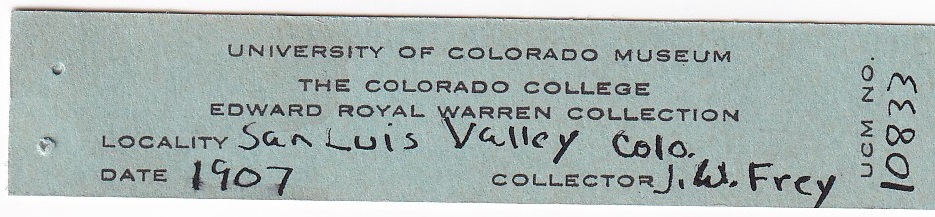 UNIVERSITY OF COLORADO MUSEUM
THE COLORADO COLLEGE
EDWARD ROYAL WARREN COLLECTION
LOCALITY San Luis Valley Colo.
DATE 1907 COLLECTOR J.W. Frey
UCM NO.
10833